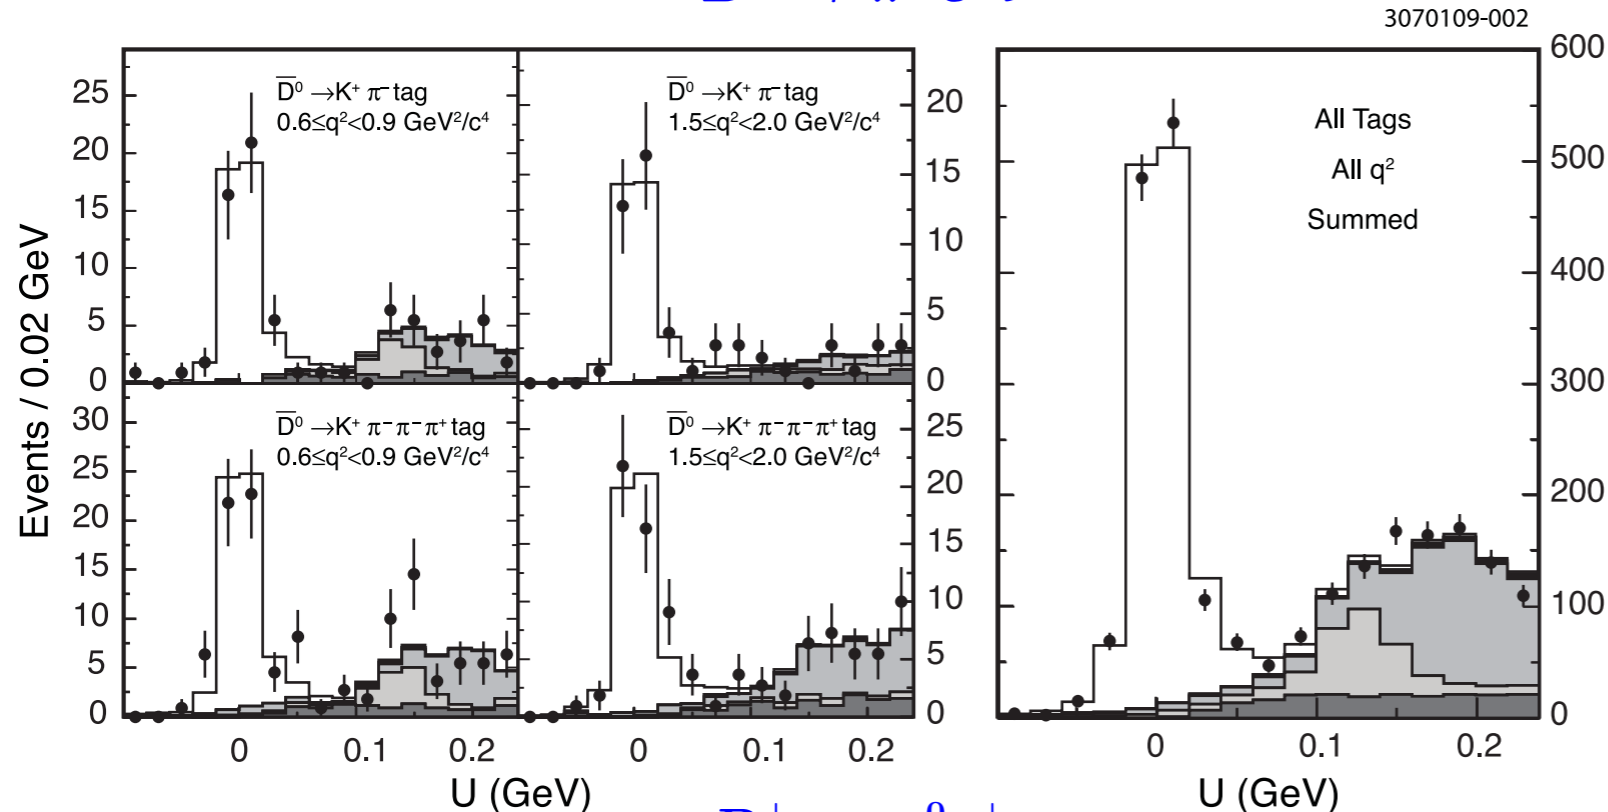 3070109-002
D̅⁰ →K⁺ π⁻ tag
0.6≤q²<0.9 GeV²/c⁴
D̅⁰ →K⁺ π⁻ tag
1.5≤q²<2.0 GeV²/c⁴
D̅⁰ →K⁺ π⁻π⁻π⁺ tag
0.6≤q²<0.9 GeV²/c⁴
D̅⁰ →K⁺ π⁻π⁻π⁺ tag
1.5≤q²<2.0 GeV²/c⁴
All Tags
All q²
Summed
Events / 0.02 GeV
25
20
15
10
5
0
30
25
20
15
10
5
0
20
15
10
5
0
25
20
15
10
5
0
600
500
400
300
200
100
0
0 0.1 0.2
0 0.1 0.2
0 0.1 0.2
U (GeV)
U (GeV)